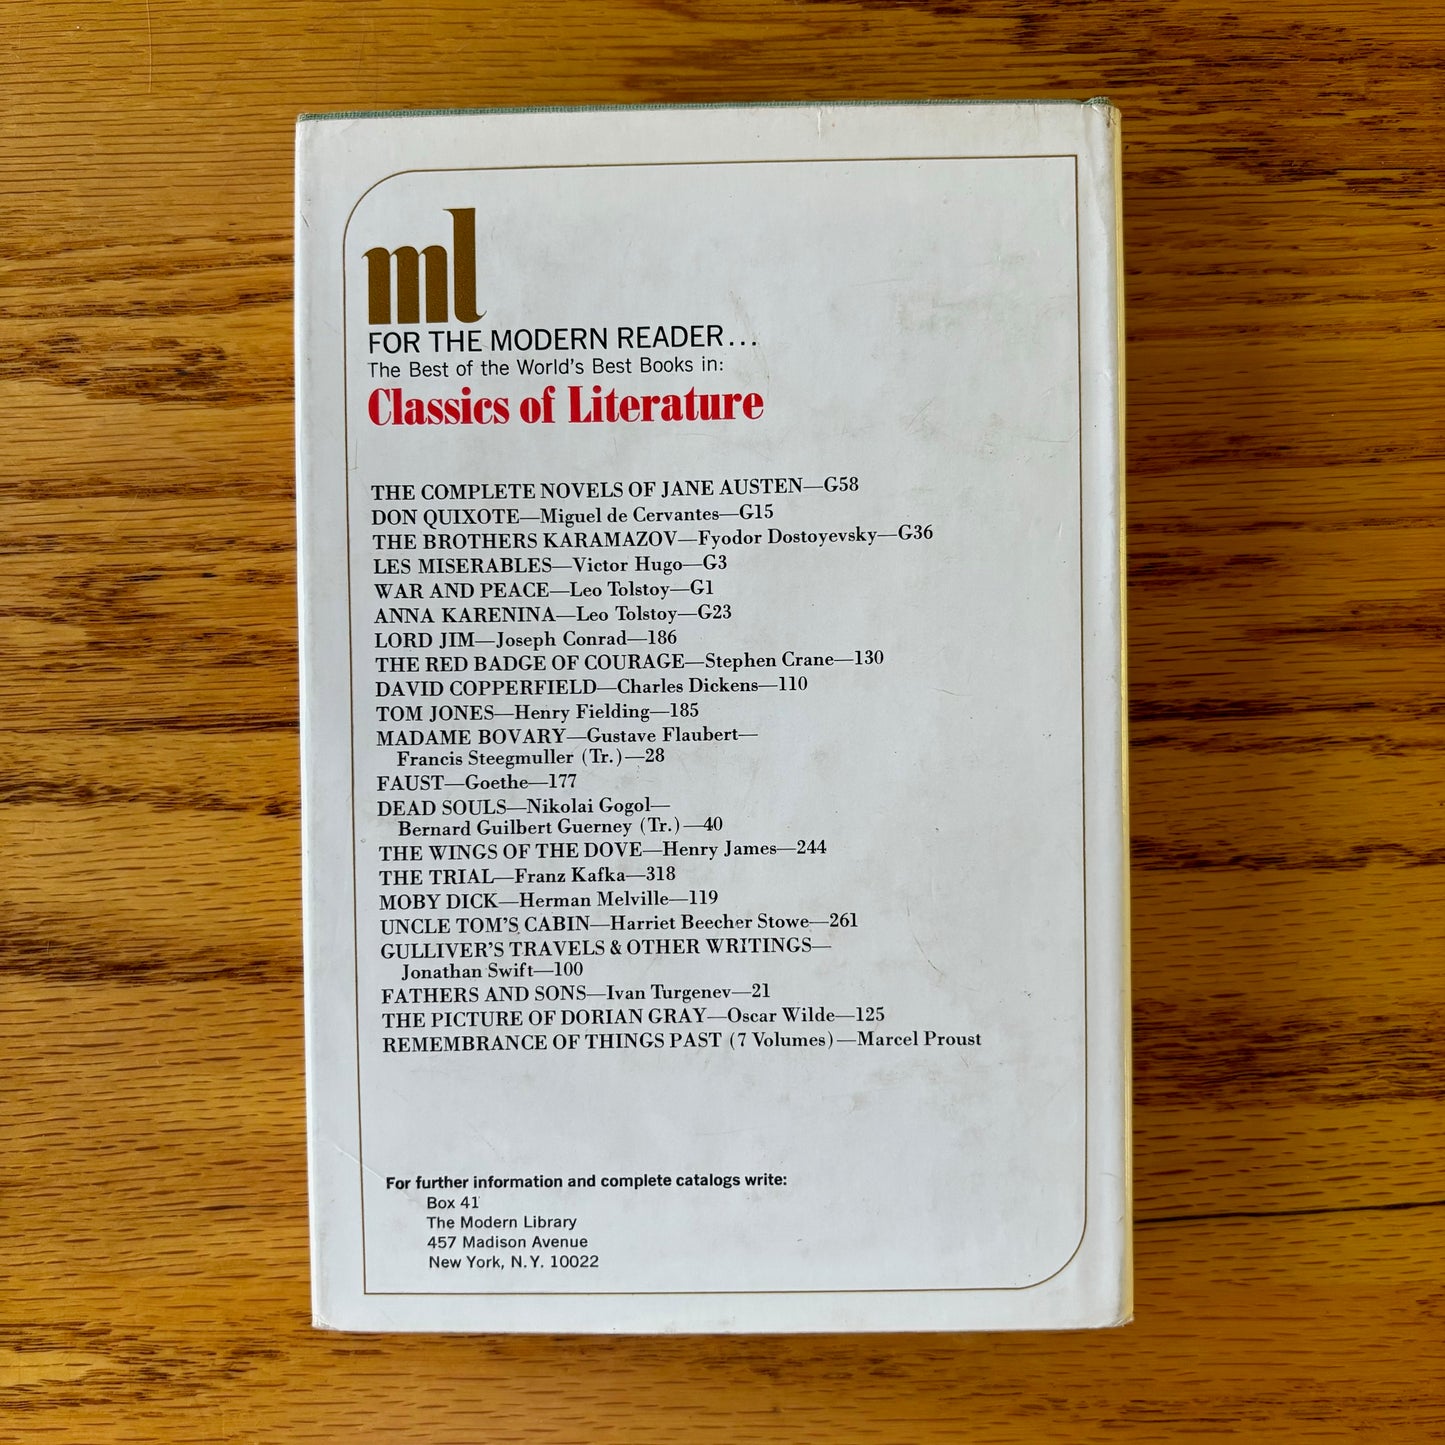 ml
FOR THE MODERN READER...
The Best of the World's Best Books in:
Classics of Literature
THE COMPLETE NOVELS OF JANE AUSTEN—G58
DON QUIXOTE—Miguel de Cervantes—G15
THE BROTHERS KARAMAZOV—Fyodor Dostoyevsky—G36
LES MISERABLES—Victor Hugo—G3
WAR AND PEACE—Leo Tolstoy—G1
ANNA KARENINA—Leo Tolstoy—G23
LORD JIM—Joseph Conrad—186
THE RED BADGE OF COURAGE—Stephen Crane—130
DAVID COPPERFIELD—Charles Dickens—110
TOM JONES—Henry Fielding—185
MADAME BOVARY—Gustave Flaubert—
Francis Steegmuller (Tr.)—28
FAUST—Goethe—177
DEAD SOULS—Nikolai Gogol—
Bernard Guilbert Guerney (Tr.)—40
THE WINGS OF THE DOVE—Henry James—244
THE TRIAL—Franz Kafka—318
MOBY DICK—Herman Melville—119
UNCLE TOM'S CABIN—Harriet Beecher Stowe—261
GULLIVER'S TRAVELS & OTHER WRITINGS—
Jonathan Swift—100
FATHERS AND SONS—Ivan Turgenev—21
THE PICTURE OF DORIAN GRAY—Oscar Wilde—125
REMEMBRANCE OF THINGS PAST (7 Volumes)—Marcel Proust
For further information and complete catalogs write:
Box 41
The Modern Library
457 Madison Avenue
New York, N.Y. 10022